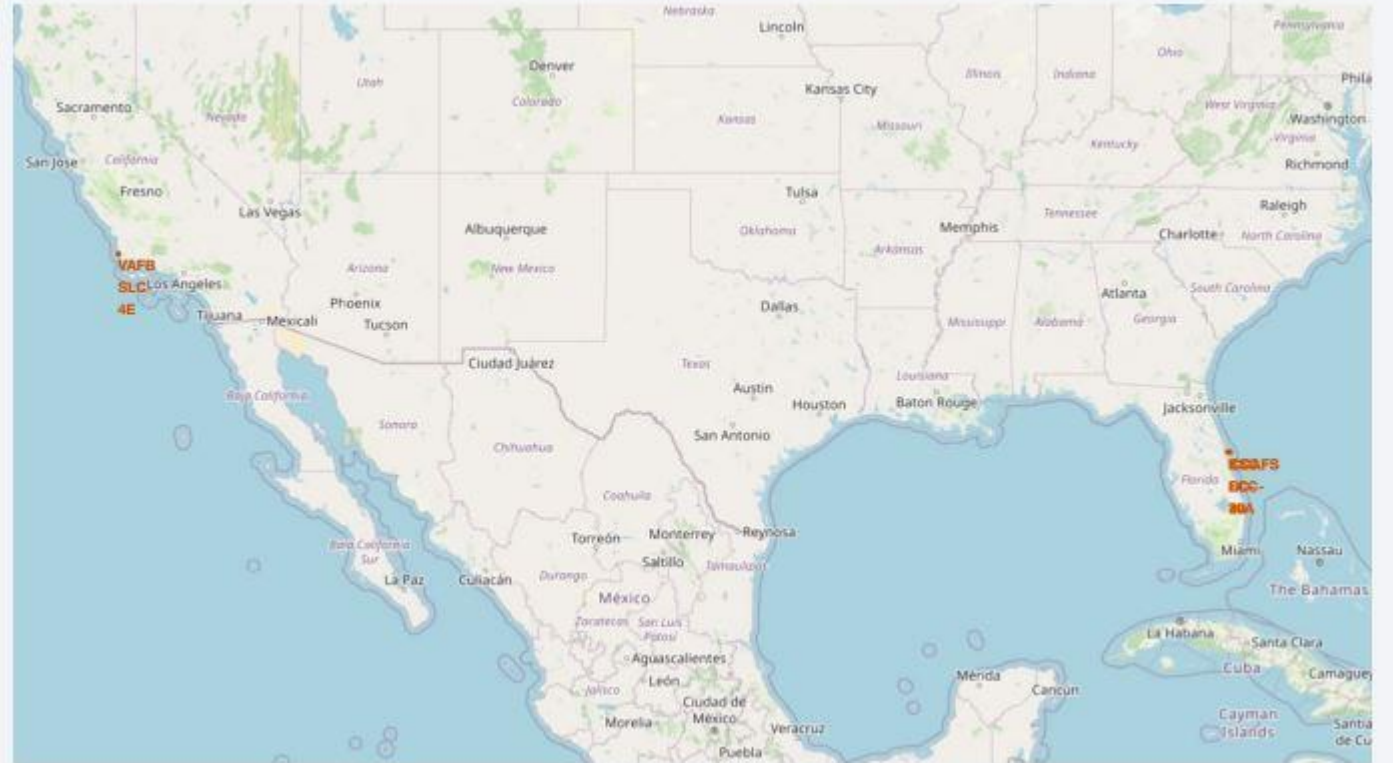 Nebraska
Lincoln
Pennsylvania
Ohio
Denver
Illinois
Indiana
Utah
Phila
Kansas City
Colorado
Sacramento
West Virginia
Nevada
Kansas
Missouri
Washington
Kentucky
Virginia
San Jose
California
Richmond
Fresno
Tulsa
Las Vegas
Raleigh
Tennessee
Albuquerque
Oklahoma
Memphis
Charlotte
North Carolina
Arkansas
VAFB
SLC-
4E
Arizona
New Mexico
Los Angeles
South Carolina
Atlanta
Phoenix
Dallas
Tijuana
Mexicali
Tucson
Mississippi
Alabama
Georgia
Ciudad Juárez
Texas
Louisiana
Austin
Baja California
Houston
Baton Rouge
Jacksonville
Sonora
San Antonio
Chihuahua
Florida
Coahuila
Torreón
Monterrey
Reynosa
Baja California
Sur
Miami
Nassau
Saltillo
Tamaulipas
La Paz
Culiacán
Durango
The Bahamas
México
Zacatecas
San Luis
Potosí
La Habana
Santa Clara
Aguascalientes
Cuba
León
Mérida
Camaguey
Jalisco
Cancún
Ciudad de
México
Morelia
Veracruz
Cayman
Islands
Santia
de Cu
Puebla